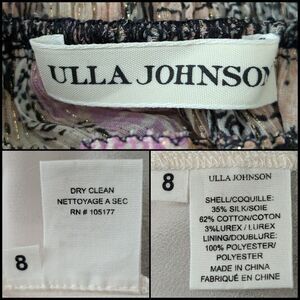 ULLA JOHNSON
DRY CLEAN
NETTOYAGE A SEC
RN # 105177
8
8
ULLA JOHNSON
SHELL/COQUILLE:
35% SILK/SOIE
62% COTTON/COTON
3%LUREX / LUREX
LINING/DOUBLURE:
100% POLYESTER/
POLYESTER
MADE IN CHINA
FABRIQUÉ EN CHINE